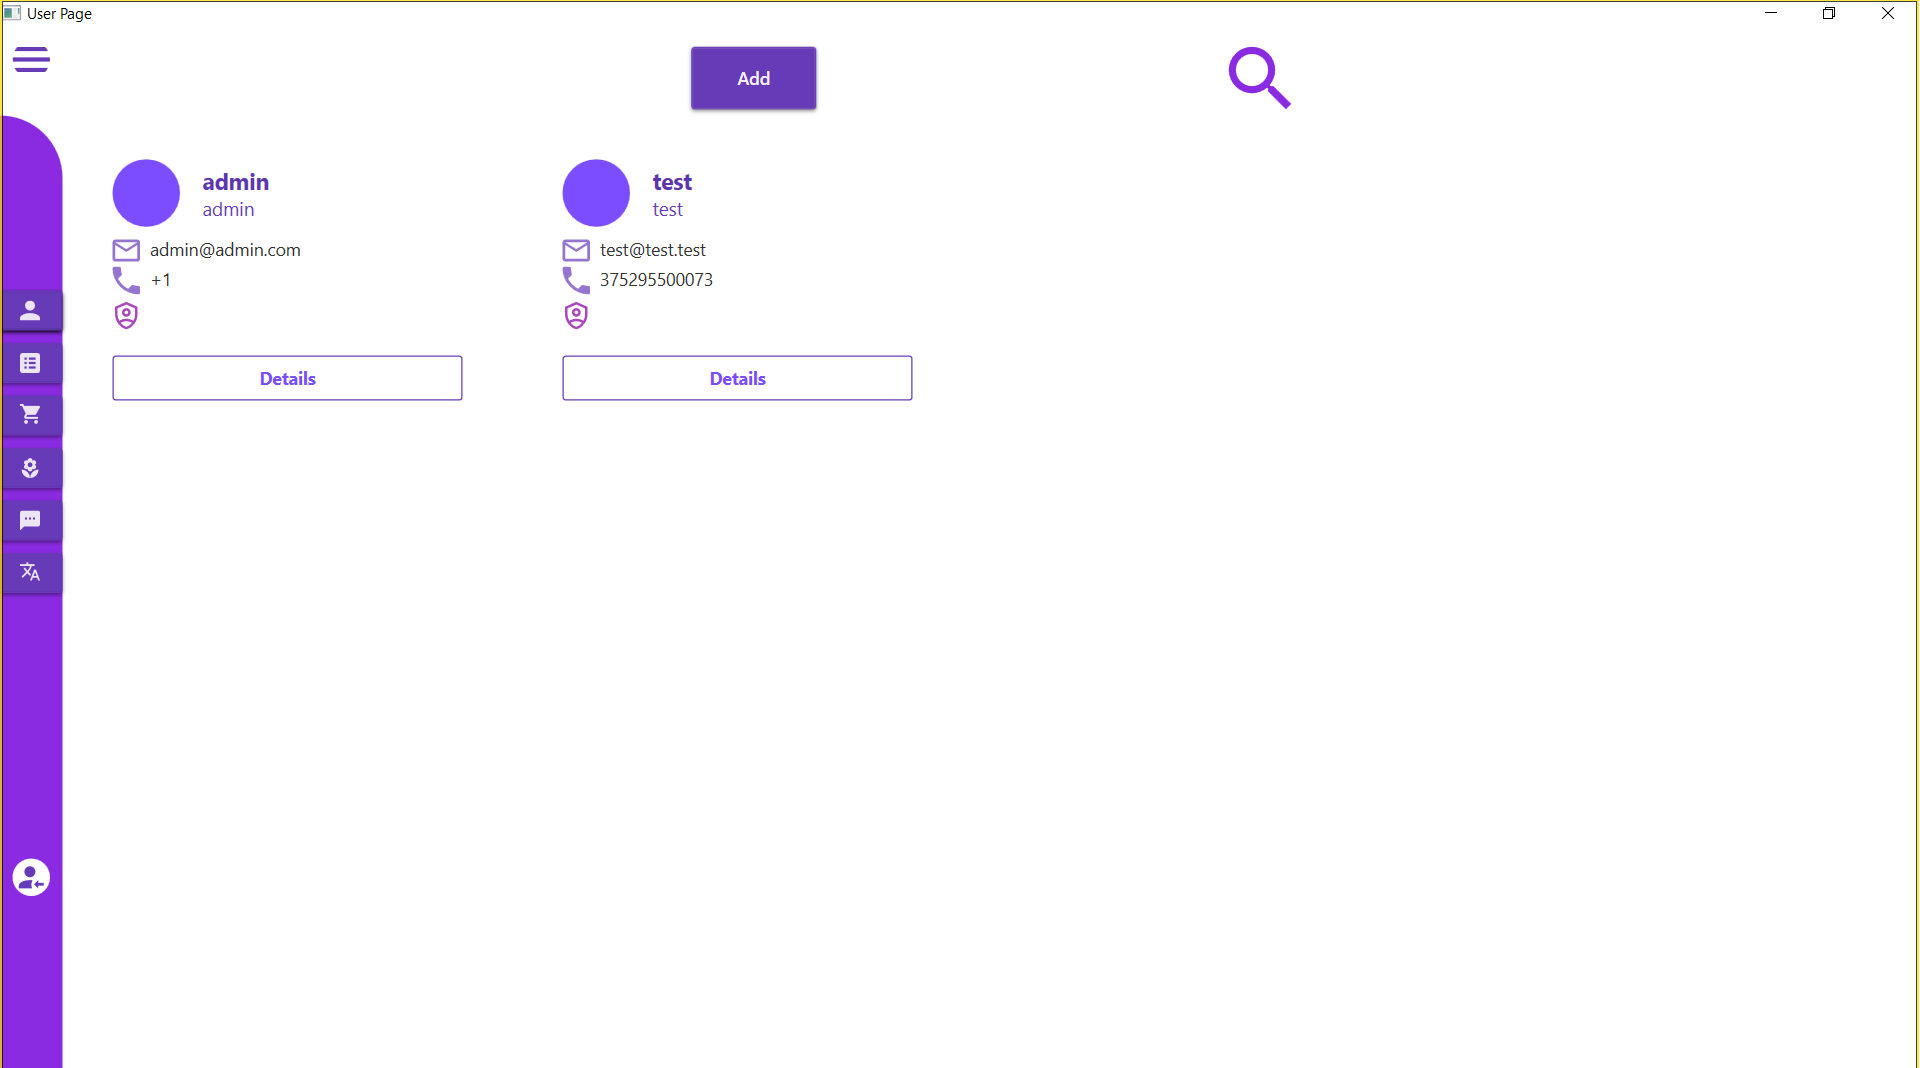 User Page
Add
admin
admin
admin@admin.com
+1
Details
test
test
test@test.test
375295500073
Details